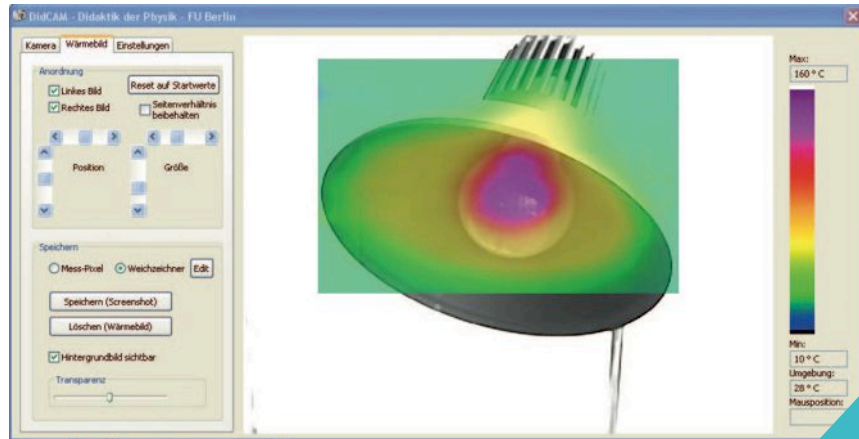 DidCAM - Didaktik der Physik - FU Berlin
Kamera Wärmebild Einstellungen
Anordnung
Linkes Bild
Reset auf Startwerte
Rechtes Bild
Seitenverhältnis
beibehalten
Position
Größe
Speichern
Mess-Pixel Weichzeichner Edit
Speichern (Screenshot)
Löschen (Wärmebild)
Hintergrundbild sichtbar
Transparenz
Max:
160 ° C
Min:
10 ° C
Umgebung:
28 ° C
Mausposition: